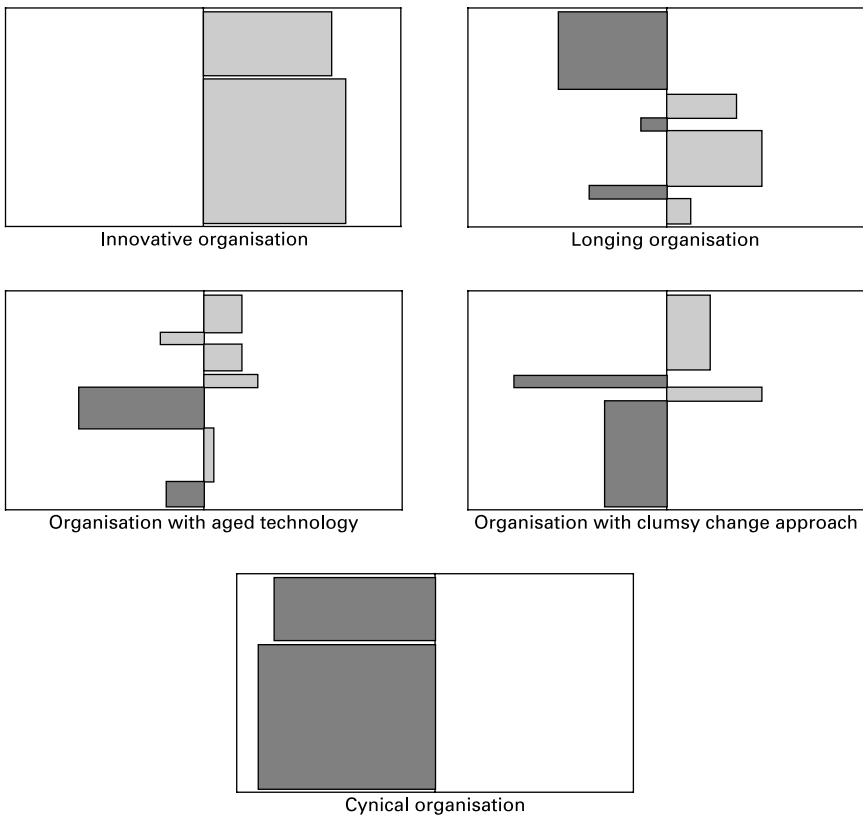 Innovative organisation
Longing organisation
Organisation with aged technology
Organisation with clumsy change approach
Cynical organisation